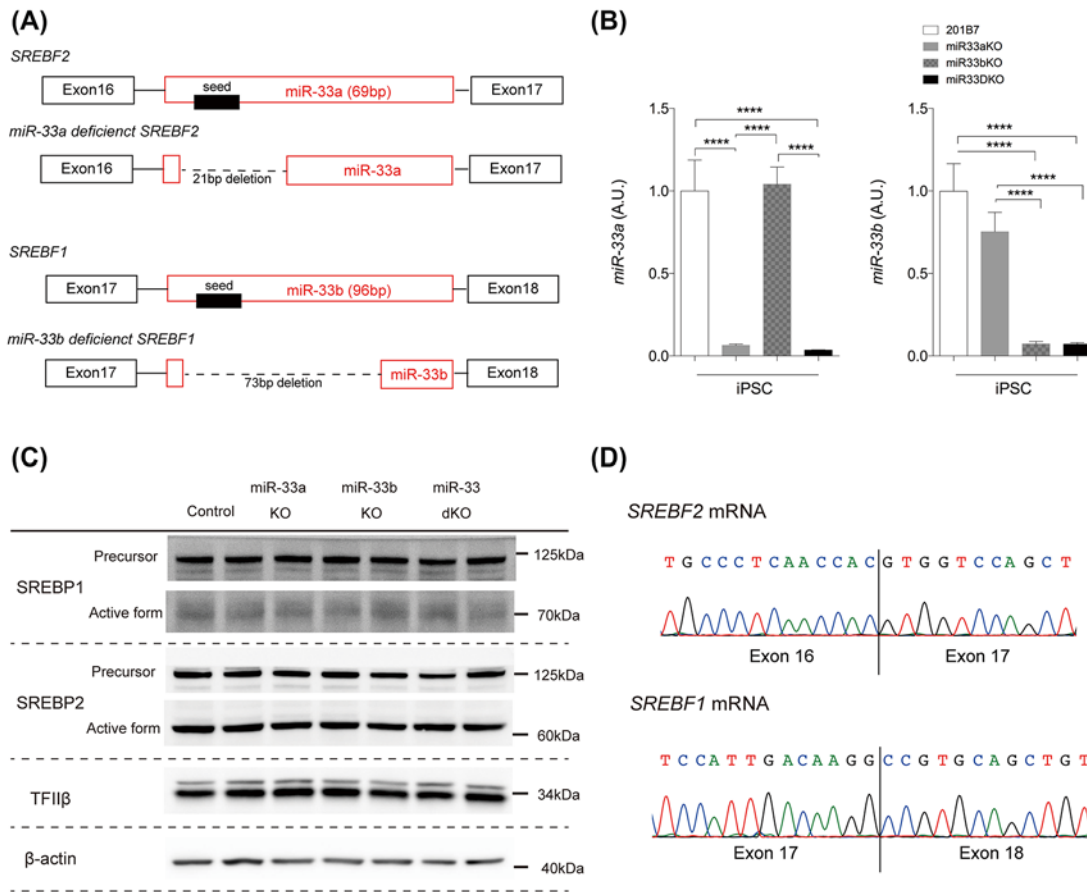 (A)
SREBF2
Exon16
seed
miR-33a (69bp)
Exon17
miR-33a deficienct SREBF2
Exon16
21bp deletion
miR-33a
Exon17
SREBF1
Exon17
seed
miR-33b (96bp)
Exon18
miR-33b deficienct SREBF1
Exon17
73bp deletion
miR-33b
Exon18
(B)
201B7
miR33aKO
miR33bKO
miR33DKO
miR-33a (A.U.)
1.5
1.0
0.5
0.0
****
****
****
****
iPSC
miR-33b (A.U.)
1.5
1.0
0.5
0.0
****
****
****
****
iPSC
(C)
Control
miR-33a
KO
miR-33b
KO
miR-33
dKO
SREBP1
Precursor
125kDa
Active form
70kDa
SREBP2
Precursor
125kDa
Active form
60kDa
TFIIβ
34kDa
β-actin
40kDa
(D)
SREBF2 mRNA
T G C C C T C A A C C A C G T G G T C C A G C T
Exon 16
Exon 17
SREBF1 mRNA
T C C A T T G A C A A G G C C G T G C A G C T G T
Exon 17
Exon 18